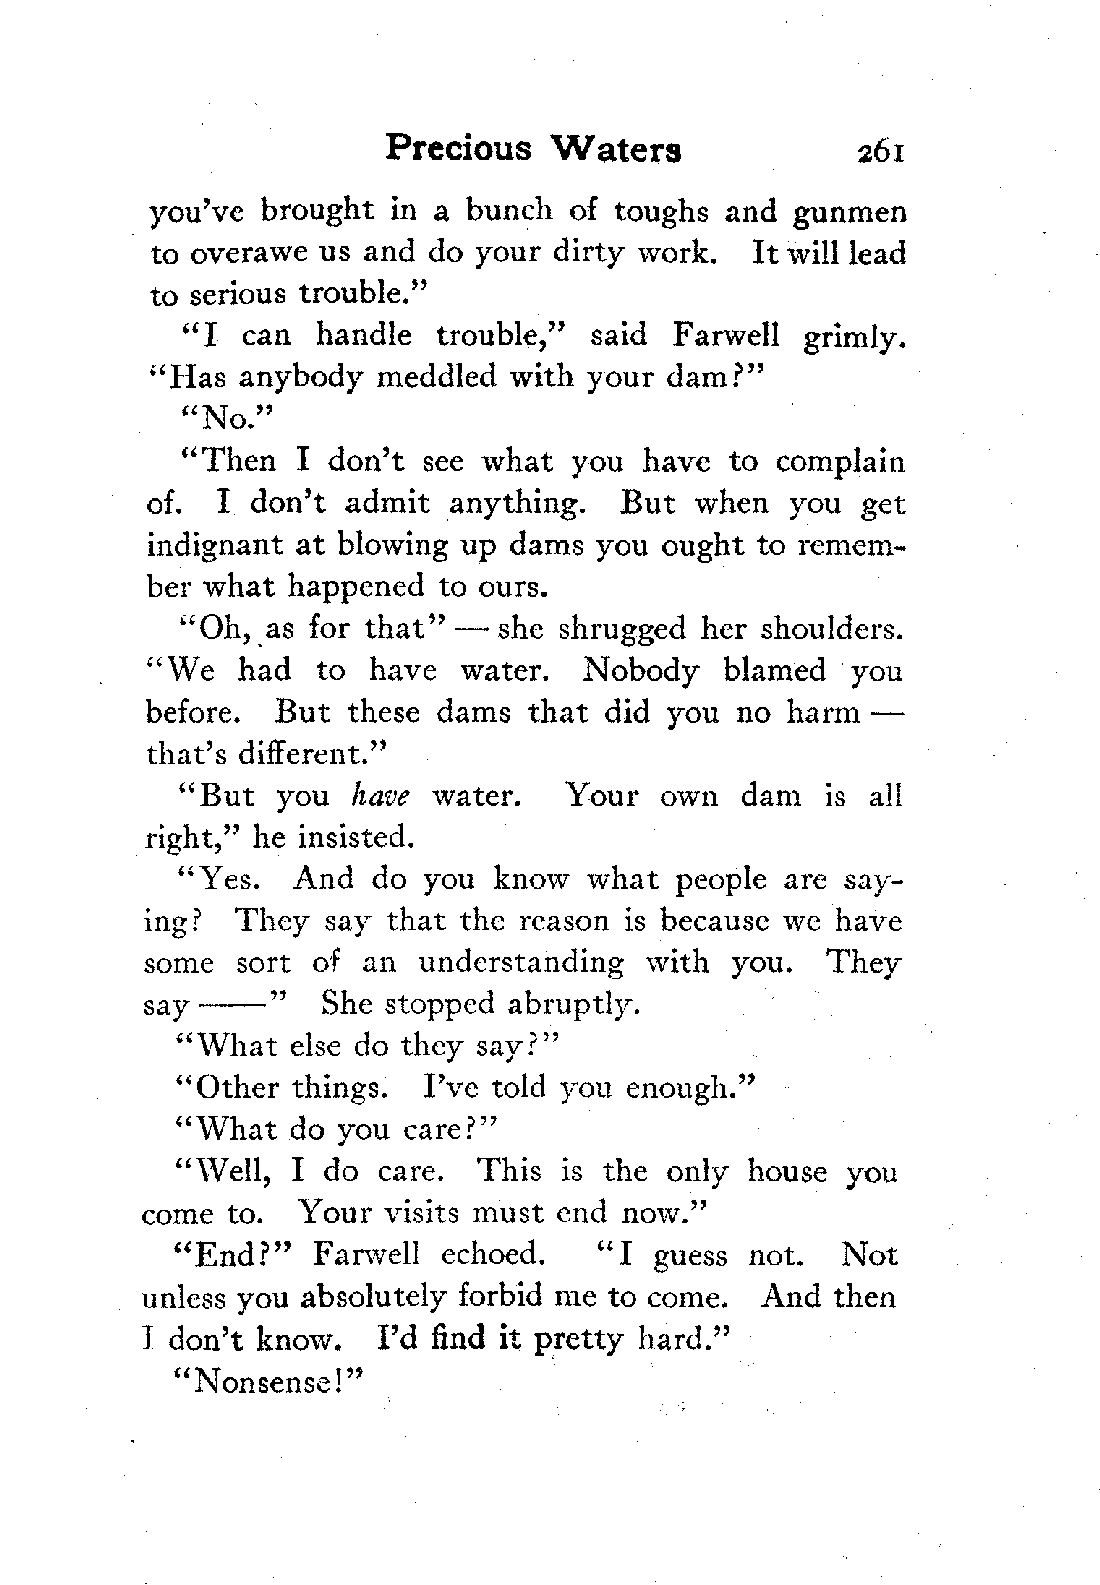 Precious Waters 261
you've brought in a bunch of toughs and gunmen
to overawe us and do your dirty work. It will lead
to serious trouble."
"I can handle trouble," said Farwell grimly.
"Has anybody meddled with your dam?"
"No."
"Then I don't see what you have to complain
of. I don't admit anything. But when you get
indignant at blowing up dams you ought to remem-
ber what happened to ours.
"Oh, as for that" — she shrugged her shoulders.
"We had to have water. Nobody blamed you
before. But these dams that did you no harm —
that's different."
"But you have water. Your own dam is all
right," he insisted.
"Yes. And do you know what people are say-
ing? They say that the reason is because we have
some sort of an understanding with you. They
say ——" She stopped abruptly.
"What else do they say?"
"Other things. I've told you enough."
"What do you care?"
"Well, I do care. This is the only house you
come to. Your visits must end now."
"End?" Farwell echoed. "I guess not. Not
unless you absolutely forbid me to come. And then
I don't know. I'd find it pretty hard."
"Nonsense!"